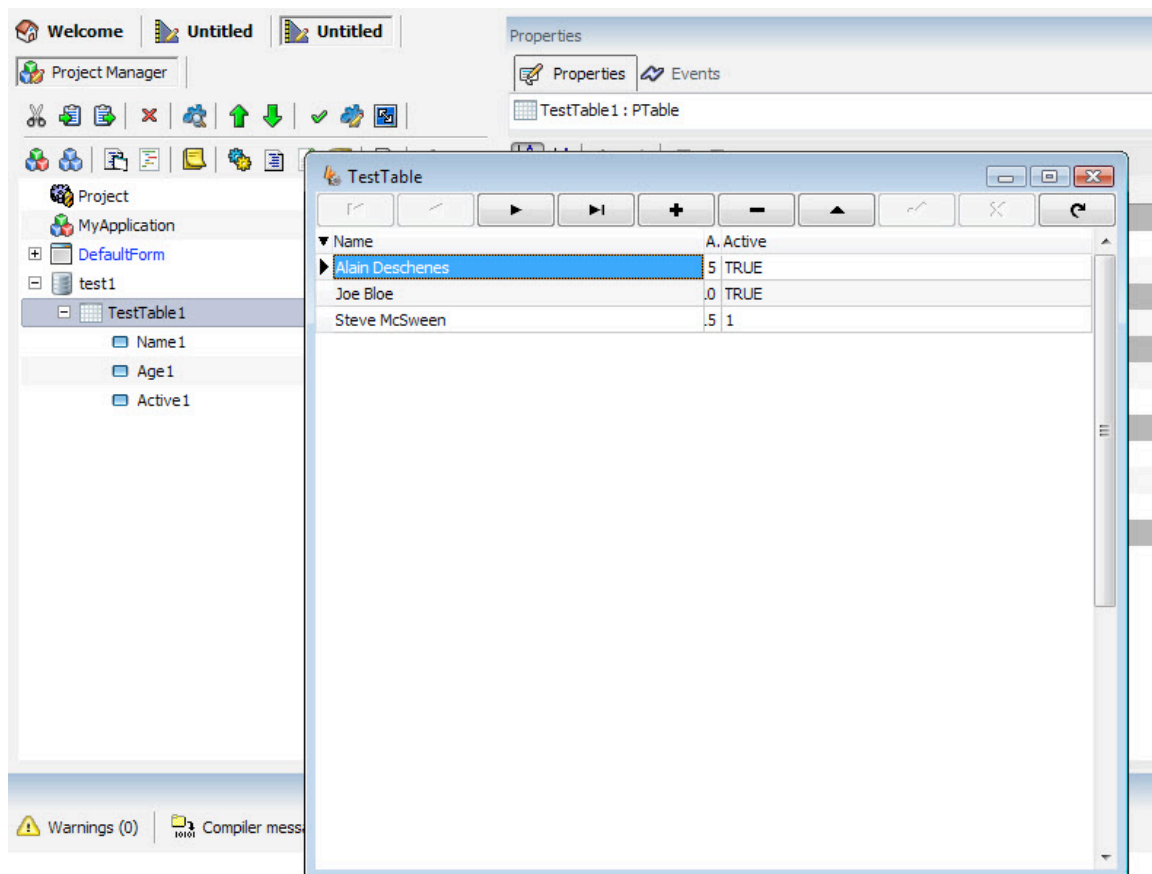 Welcome Untitled Untitled
Project Manager
Project
MyApplication
DefaultForm
test1
TestTable1
Name1
Age1
Active1
Warnings (0) Compiler
Properties
Properties Events
TestTable1 : PTable
TestTable
Name A. Active
Alain Deschenes 5 TRUE
Joe Bloe .0 TRUE
Steve McSween .5 1